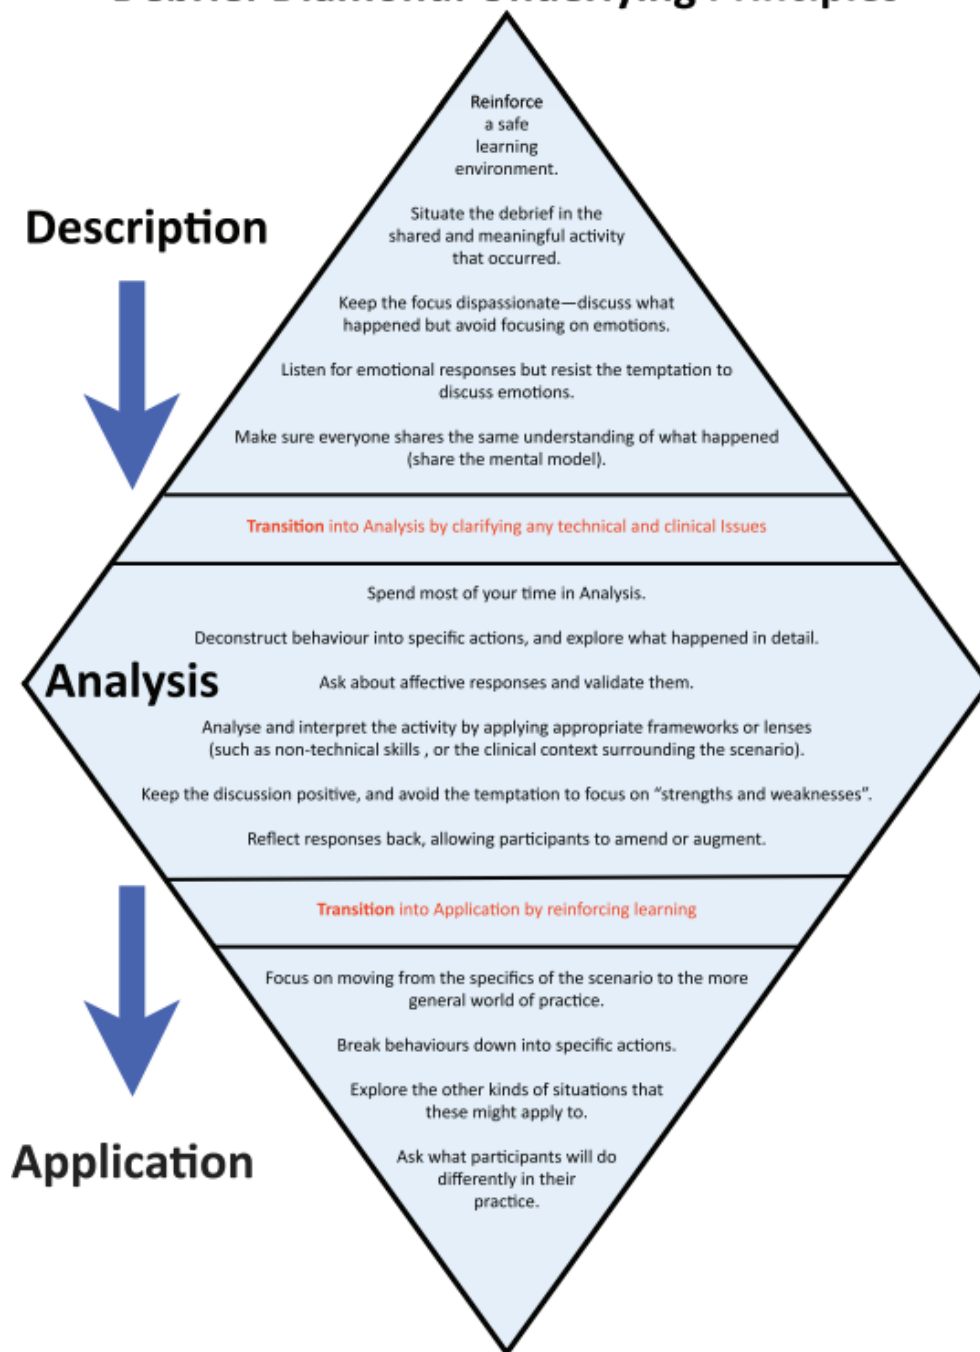 Debrief Diamond: Underlying Principles
Reinforce
a safe
learning
environment.
Description
Situate the debrief in the
shared and meaningful activity
that occurred.
Keep the focus dispassionate—discuss what
happened but avoid focusing on emotions.
Listen for emotional responses but resist the temptation to
discuss emotions.
Make sure everyone shares the same understanding of what happened
(share the mental model).
Transition into Analysis by clarifying any technical and clinical Issues
Spend most of your time in Analysis.
Deconstruct behaviour into specific actions, and explore what happened in detail.
Analysis
Ask about affective responses and validate them.
Analyse and interpret the activity by applying appropriate frameworks or lenses
(such as non-technical skills , or the clinical context surrounding the scenario).
Keep the discussion positive, and avoid the temptation to focus on “strengths and weaknesses”.
Reflect responses back, allowing participants to amend or augment.
Transition into Application by reinforcing learning
Focus on moving from the specifics of the scenario to the more
general world of practice.
Break behaviours down into specific actions.
Explore the other kinds of situations that
these might apply to.
Application
Ask what participants will do
differently in their
practice.